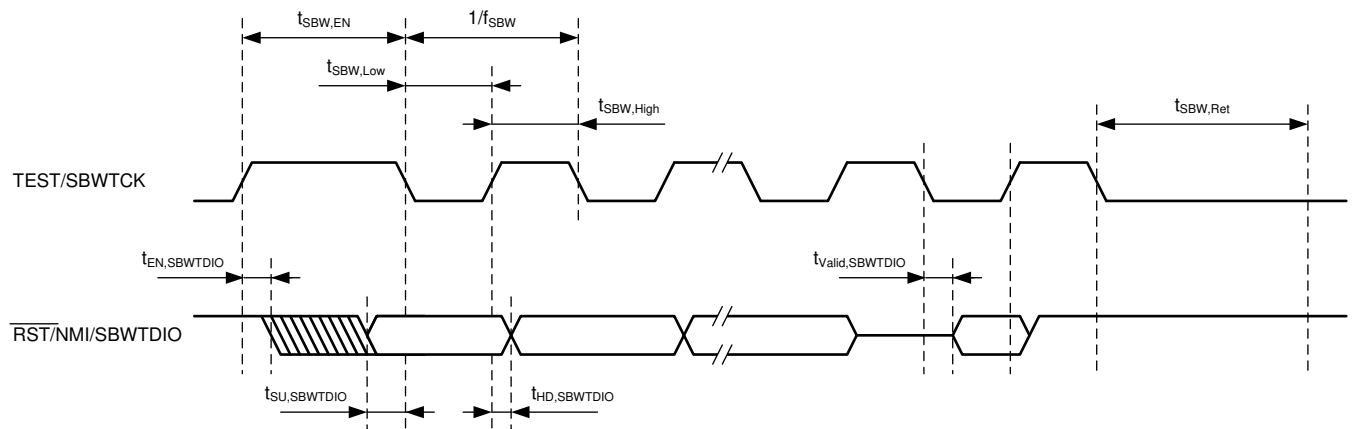 tSBW,EN
1/fSBW
tSBW,Low
tSBW,High
tSBW,Ret
TEST/SBWTCK
tEN,SBWTDIO
tValid,SBWTDIO
RST/NMI/SBWTDIO
tSU,SBWTDIO
tHD,SBWTDIO